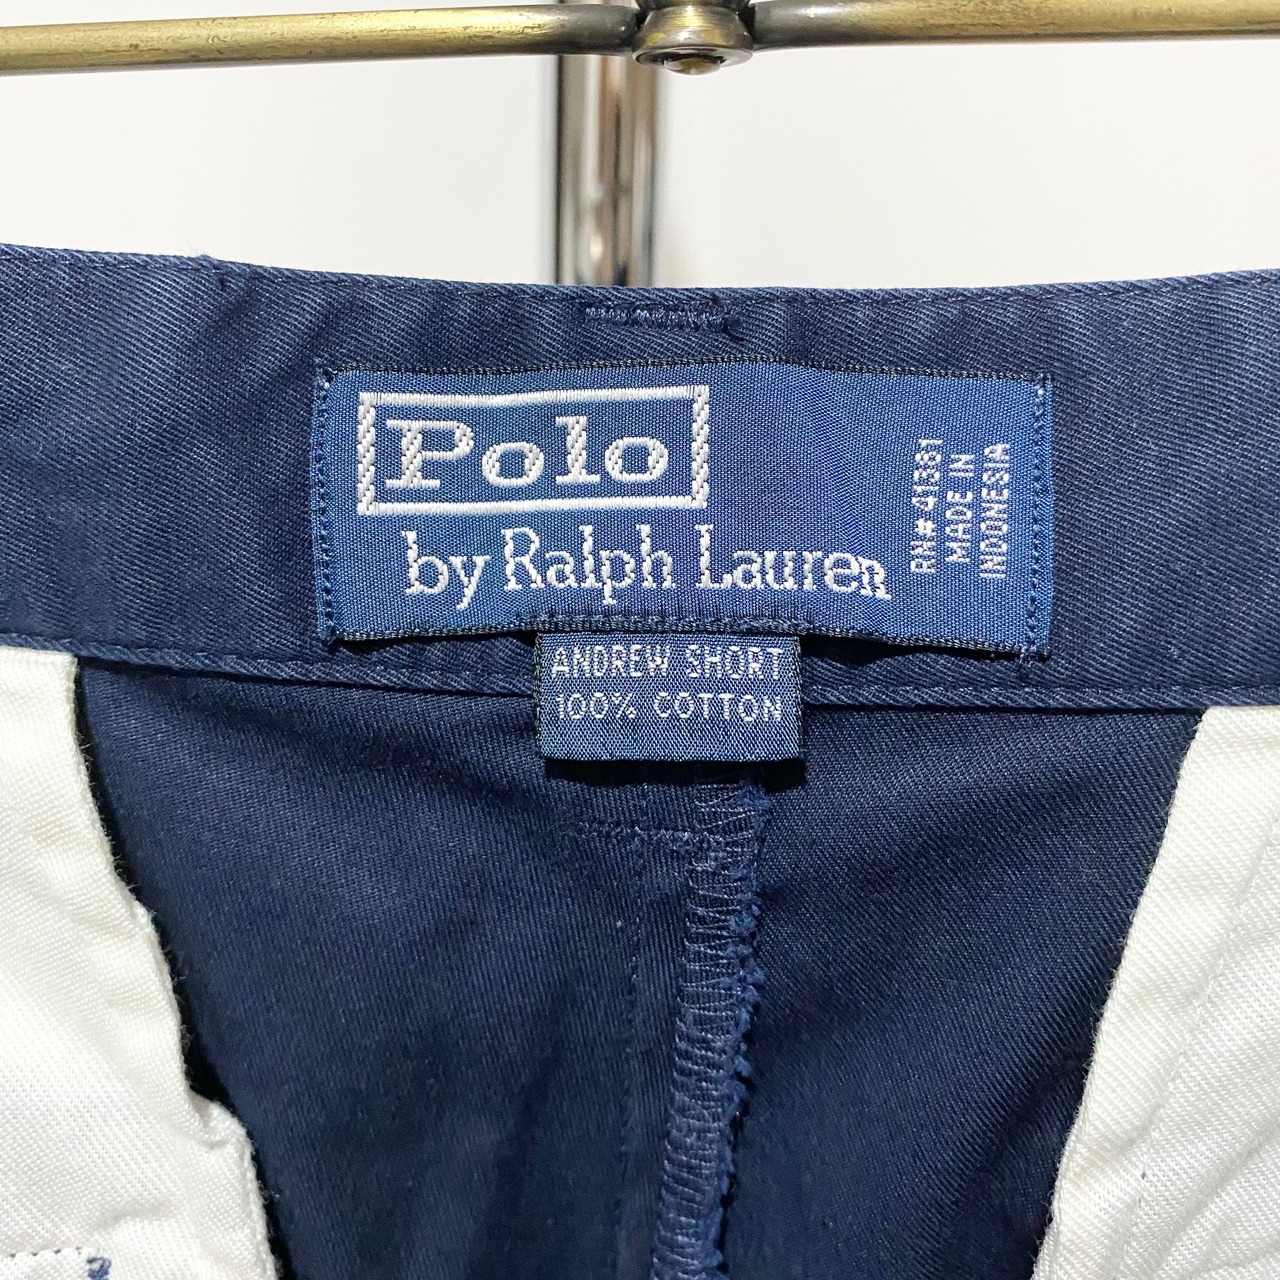 Polo
by Ralph Lauren
RN# 41381
MADE IN
INDONESIA
ANDREW SHORT
100% COTTON